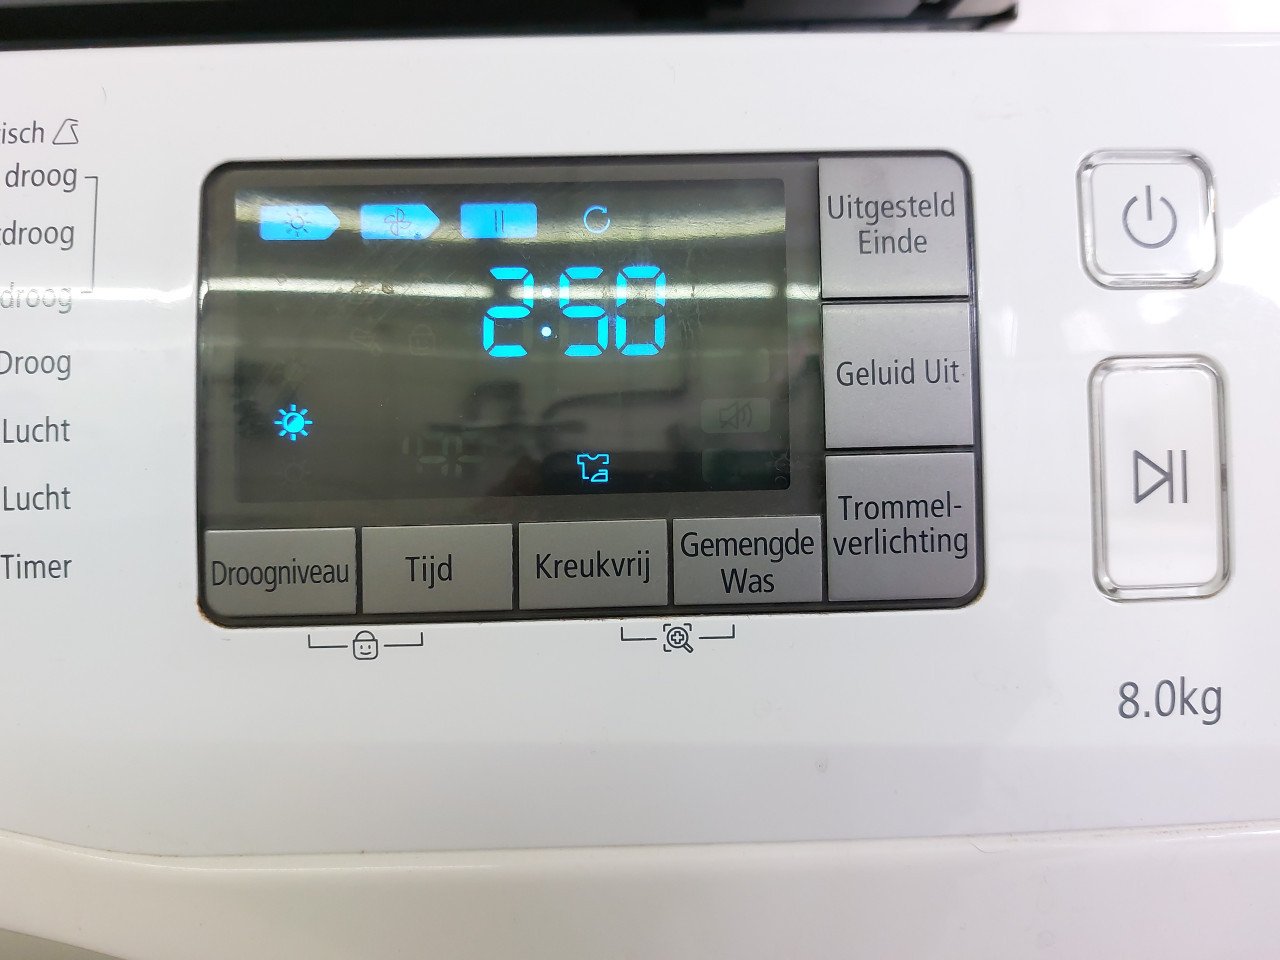 droog
droog
droog
Droog
Lucht
Lucht
Timer
2:50
Uitgesteld
Einde
Geluid Uit
Trommel-
verlichting
Droogniveau
Tijd
Kreukvrij
Gemengde
Was
8.0kg